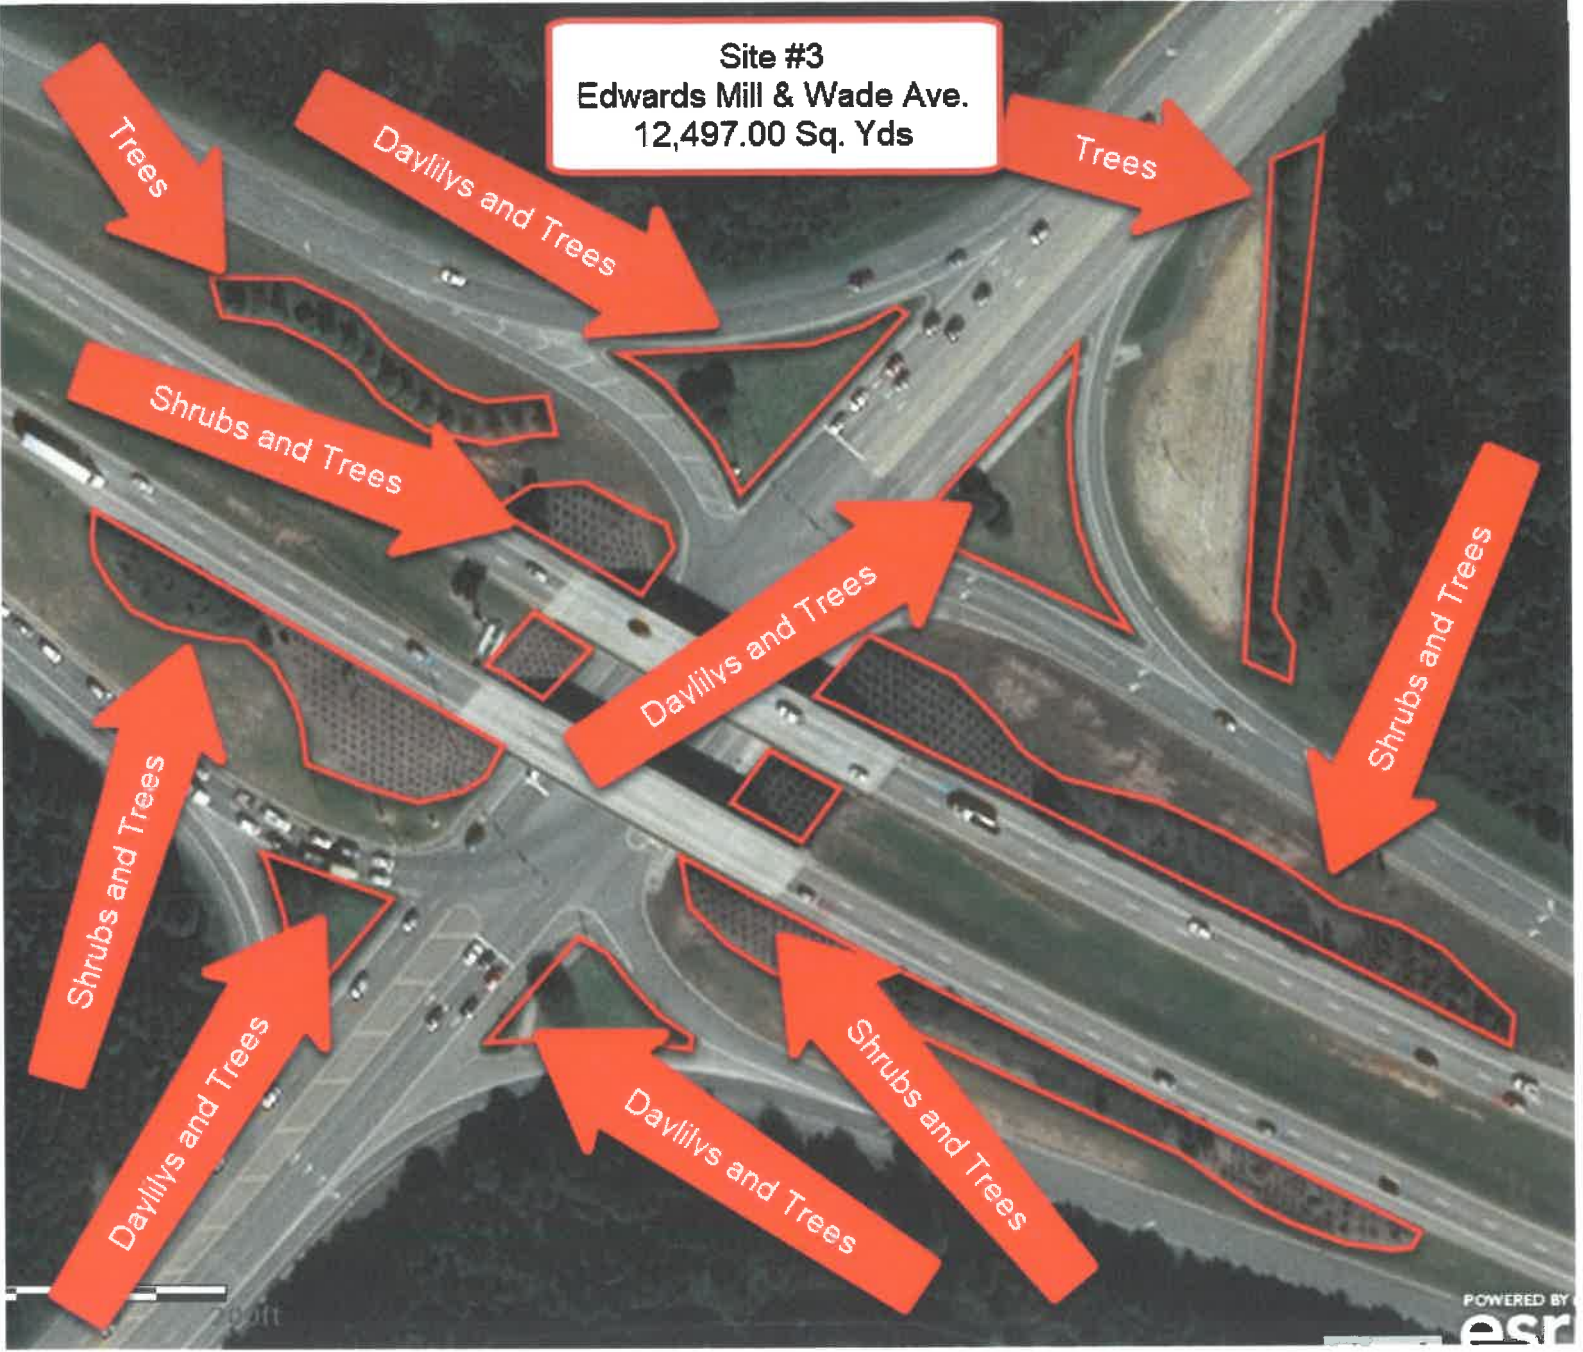 Site #3
Edwards Mill & Wade Ave.
12,497.00 Sq. Yds
Trees
Daylilys and Trees
Trees
Shrubs and Trees
Shrubs and Trees
Daylilys and Trees
Shrubs and Trees
Daylilys and Trees
Daylilys and Trees
Shrubs and Trees
POWERED BY
esr